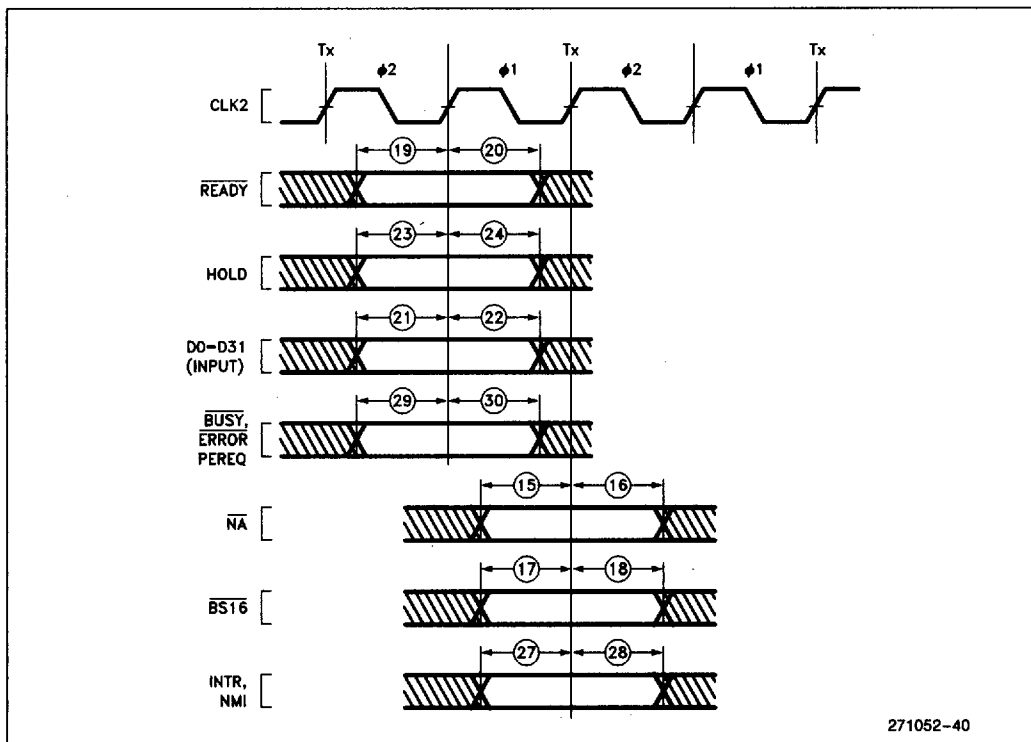 Tx Tx Tx
ϕ2 ϕ1 ϕ2 ϕ1
CLK2
19 20
READY
23 24
HOLD
21 22
D0-D31
(INPUT)
29 30
BUSY,
ERROR
PEREQ
15 16
NA
17 18
BS16
27 28
INTR,
NMI
271052-40